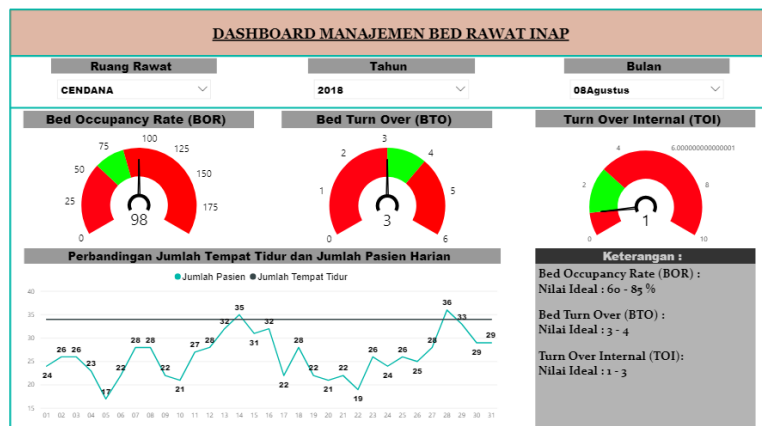 DASHBOARD MANAJEMEN BED RAWAT INAP
Ruang Rawat
Tahun
Bulan
CENDANA
2018
08Agustus
Bed Occupancy Rate (BOR)
Bed Turn Over (BTO)
Turn Over Internal (TOI)
0 25 50 75 100 125 150 175
98
0 1 2 3 4 5 6
3
0 2 4 6.000000000000001 8 10
1
Perbandingan Jumlah Tempat Tidur dan Jumlah Pasien Harian
Jumlah Pasien Jumlah Tempat Tidur
40
35
30
25
20
15
24 26 26 23 17 22 28 28 22 21 27 28 32 35 31 32 22 28 22 21 22 19 26 24 26 25 28 36 33 29 29
01 02 03 04 05 06 07 08 09 10 11 12 13 14 15 16 17 18 19 20 21 22 23 24 25 26 27 28 29 30 31
Keterangan :
Bed Occupancy Rate (BOR) :
Nilai Ideal : 60 - 85 %
Bed Turn Over (BTO) :
Nilai Ideal : 3 - 4
Turn Over Internal (TOI):
Nilai Ideal : 1 - 3